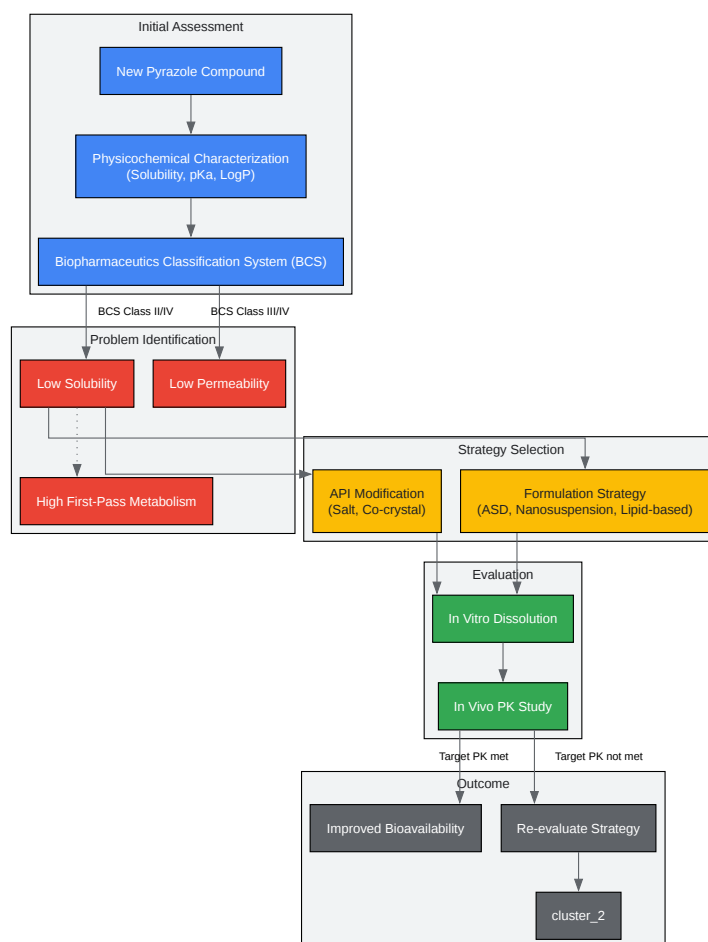 Initial Assessment
New Pyrazole Compound
Physicochemical Characterization
(Solubility, pKa, LogP)
Biopharmaceutics Classification System (BCS)
BCS Class II/IV
BCS Class III/IV
Problem Identification
Low Solubility
Low Permeability
High First-Pass Metabolism
Strategy Selection
API Modification
(Salt, Co-crystal)
Formulation Strategy
(ASD, Nanosuspension, Lipid-based)
Evaluation
In Vitro Dissolution
In Vivo PK Study
Target PK met
Target PK not met
Outcome
Improved Bioavailability
Re-evaluate Strategy
cluster_2